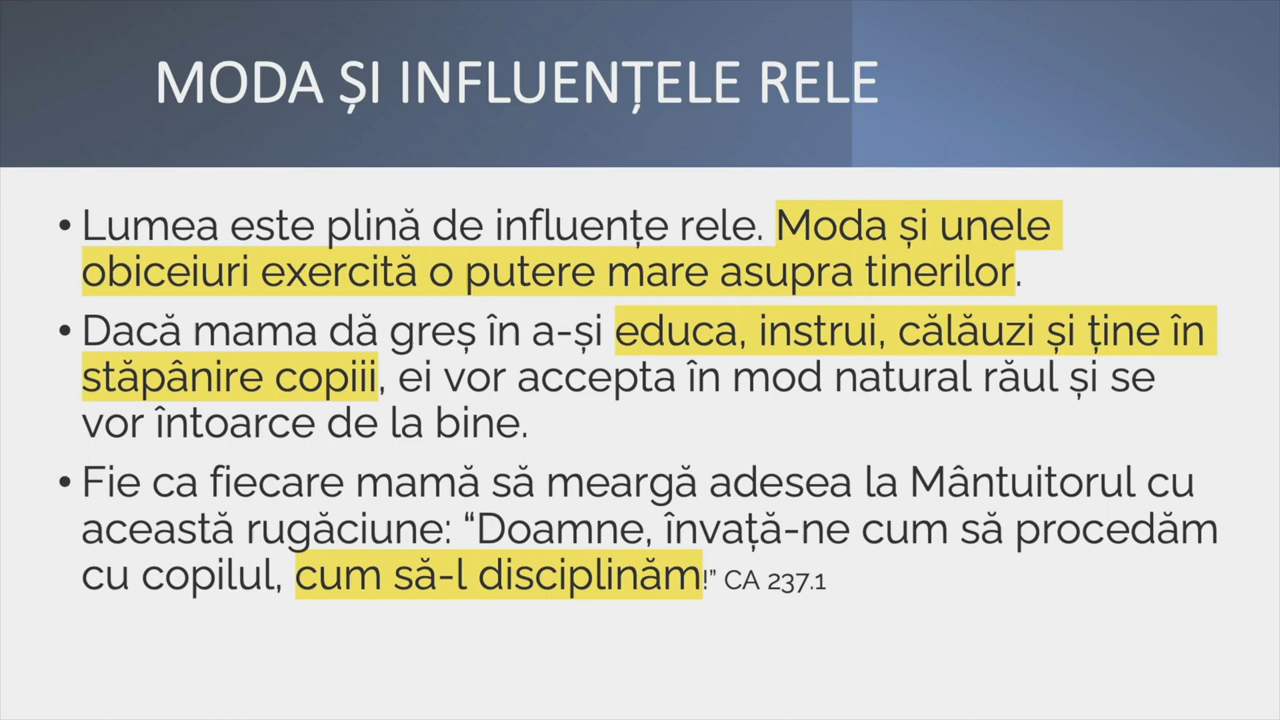 MODA ȘI INFLUENȚELE RELE
• Lumea este plină de influențe rele. Moda și unele
obiceiuri exercită o putere mare asupra tinerilor.
• Dacă mama dă greș în a-și educa, instrui, călăuzi și ține în
stăpânire copiii, ei vor accepta în mod natural răul și se
vor întoarce de la bine.
• Fie ca fiecare mamă să meargă adesea la Mântuitorul cu
această rugăciune: “Doamne, învață-ne cum să procedăm
cu copilul, cum să-l disciplinăm!” CA 237.1